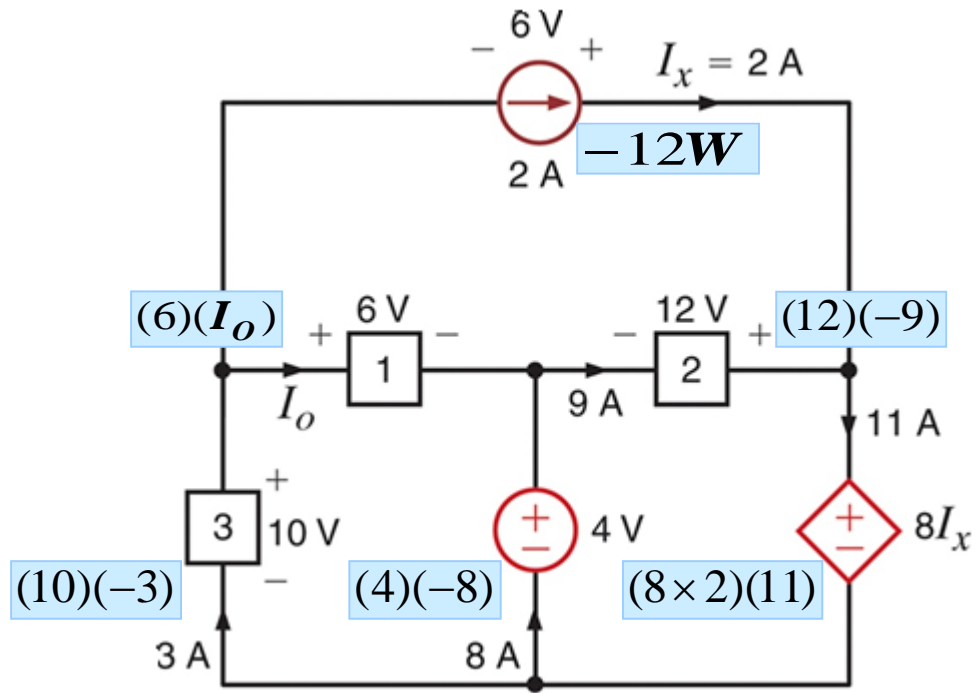 − 6 V +
I_x = 2 A
−12W
2 A
(6)(I_O)
+ 6 V −
− 12 V +
(12)(−9)
1
2
I_o
9 A
11 A
+
3
10 V
−
+
−
4 V
+
−
8I_x
(10)(−3)
(4)(−8)
(8×2)(11)
3 A
8 A